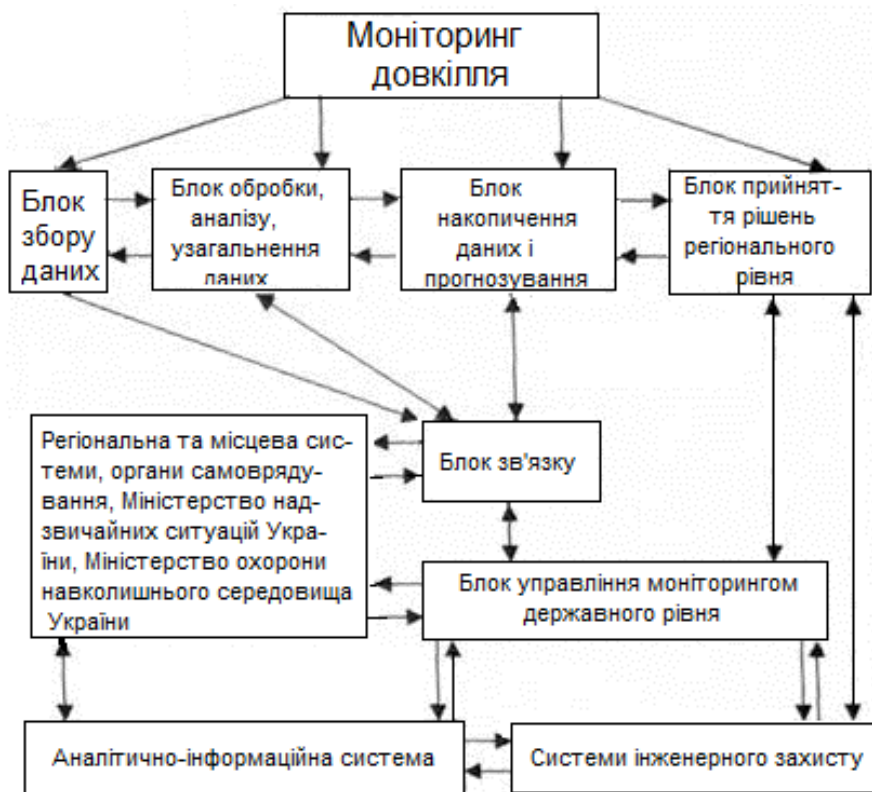 Моніторинг
довкілля
Блок
збору
даних
Блок обробки,
аналізу,
узагальнення
даних
Блок
накопичення
даних і
прогнозування
Блок прийнят-
тя рішень
регіонального
рівня
Регіональна та місцева сис-
теми, органи самовряду-
вання, Міністерство над-
звичайних ситуацій Укра-
їни, Міністерство охорони
навколишнього середовища
України
Блок зв'язку
Блок управління моніторингом
державного рівня
Аналітично-інформаційна система
Системи інженерного захисту